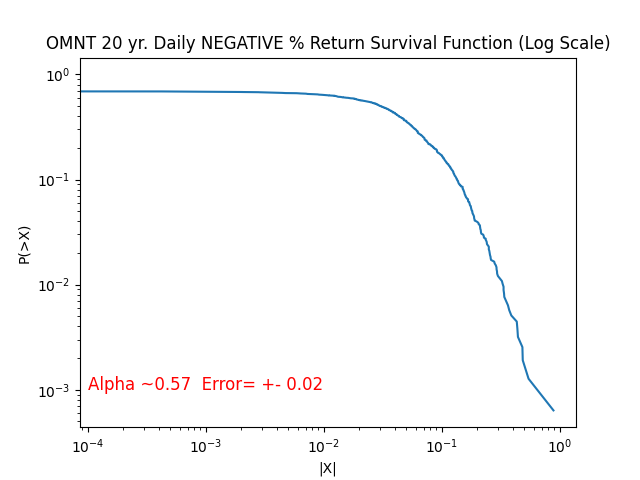 OMNT 20 yr. Daily NEGATIVE % Return Survival Function (Log Scale)
10⁰
10⁻¹
10⁻²
10⁻³
P(>X)
Alpha ~0.57  Error= +- 0.02
10⁻⁴ 10⁻³ 10⁻² 10⁻¹ 10⁰
|X|